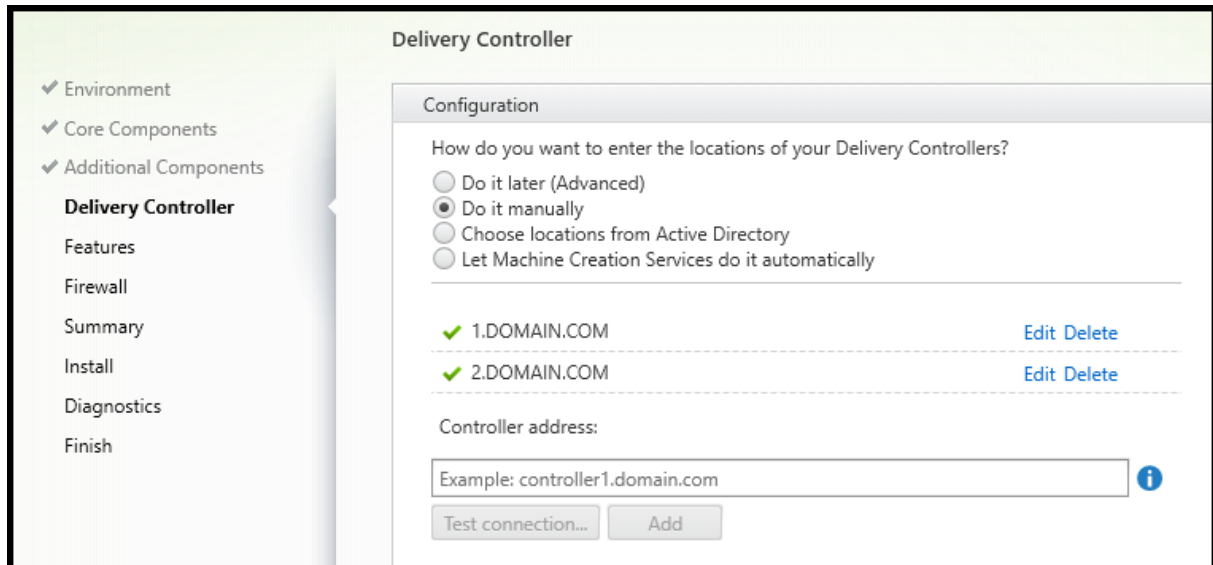 Delivery Controller
Environment
Core Components
Additional Components
Delivery Controller
Features
Firewall
Summary
Install
Diagnostics
Finish
Configuration
How do you want to enter the locations of your Delivery Controllers?
Do it later (Advanced)
Do it manually
Choose locations from Active Directory
Let Machine Creation Services do it automatically
1.DOMAIN.COM Edit Delete
2.DOMAIN.COM Edit Delete
Controller address:
Example: controller1.domain.com
Test connection... Add